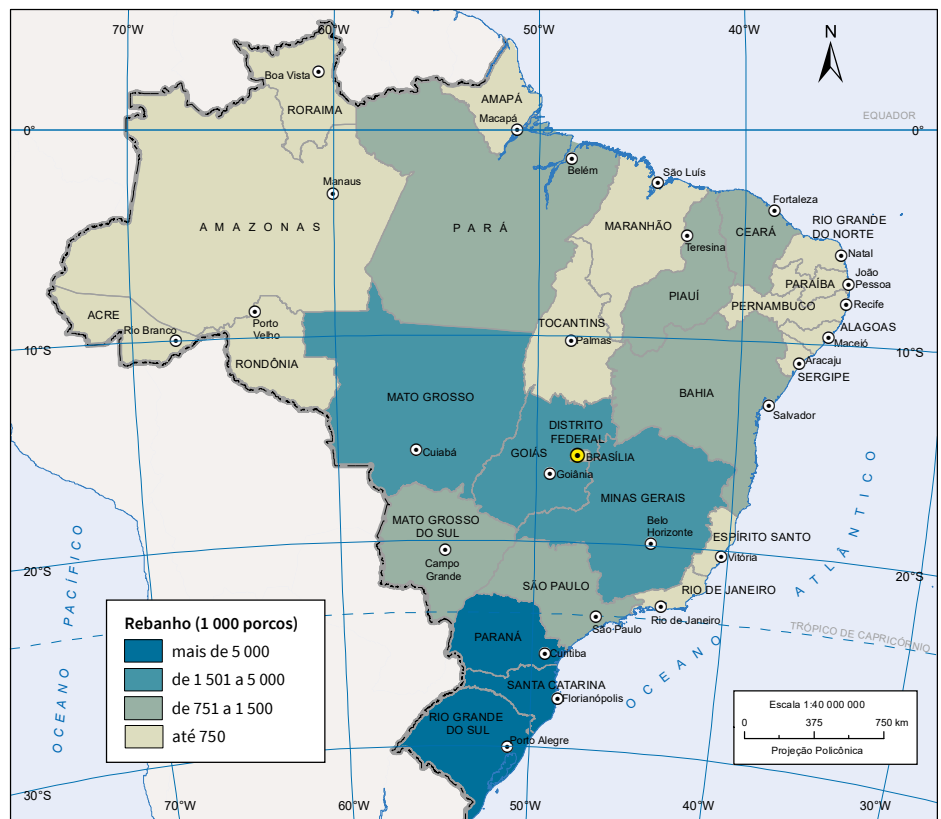 70°W
50°W
40°W
N
Boa Vista
RORAIMA
AMAPÁ
Macapá
EQUADOR
0°
0°
Belém
São Luís
Manaus
Fortaleza
AMAZONAS
PARÁ
MARANHÃO
CEARÁ
RIO GRANDE
DO NORTE
Teresina
Natal
João
Pessoa
PARAÍBA
PIAUÍ
PERNAMBUCO
Recife
ACRE
Rio Branco
Porto
Velho
TOCANTINS
Palmas
ALAGOAS
Maceió
10°S
10°S
RONDÔNIA
Aracaju
SERGIPE
MATO GROSSO
BAHIA
Salvador
DISTRITO
FEDERAL
GOIÁS
BRASÍLIA
Cuiabá
Goiânia
MINAS GERAIS
MATO GROSSO
DO SUL
Belo
Horizonte
ESPÍRITO SANTO
Vitória
Campo
Grande
20°S
20°S
SÃO PAULO
RIO DE JANEIRO
São Paulo
Rio de Janeiro
TRÓPICO DE CAPRICÓRNIO
OCEANO PACÍFICO
OCEANO ATLÂNTICO
PARANÁ
Curitiba
SANTA CATARINA
Florianópolis
RIO GRANDE
DO SUL
Porto Alegre
Rebanho (1 000 porcos)
mais de 5 000
de 1 501 a 5 000
de 751 a 1 500
até 750
Escala 1:40 000 000
0 375 750 km
Projeção Policônica
30°S
70°W
60°W
50°W
40°W
30°W